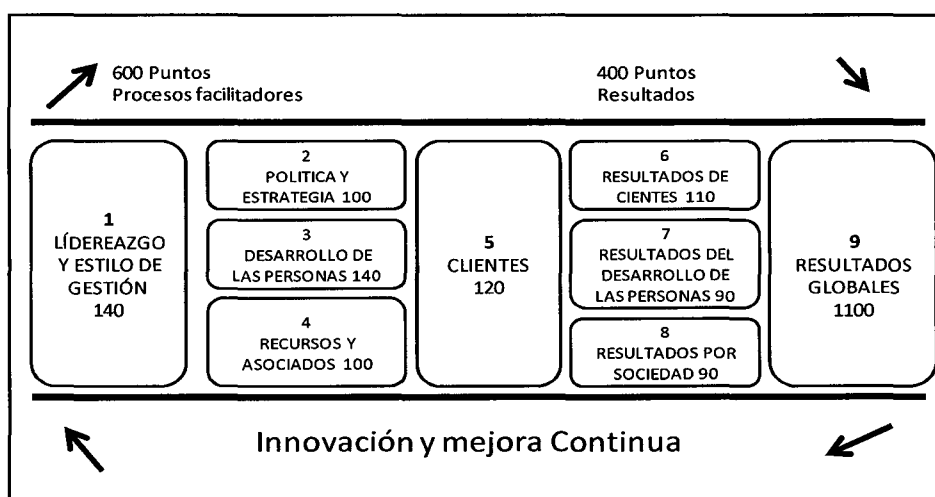 600 Puntos
Procesos facilitadores
400 Puntos
Resultados
1
LÍDEREAZGO
Y ESTILO DE
GESTIÓN
140
2
POLITICA Y
ESTRATEGIA 100
3
DESARROLLO DE
LAS PERSONAS 140
4
RECURSOS Y
ASOCIADOS 100
5
CLIENTES
120
6
RESULTADOS DE
CIENTES 110
7
RESULTADOS DEL
DESARROLLO DE
LAS PERSONAS 90
8
RESULTADOS POR
SOCIEDAD 90
9
RESULTADOS
GLOBALES
1100
Innovación y mejora Continua